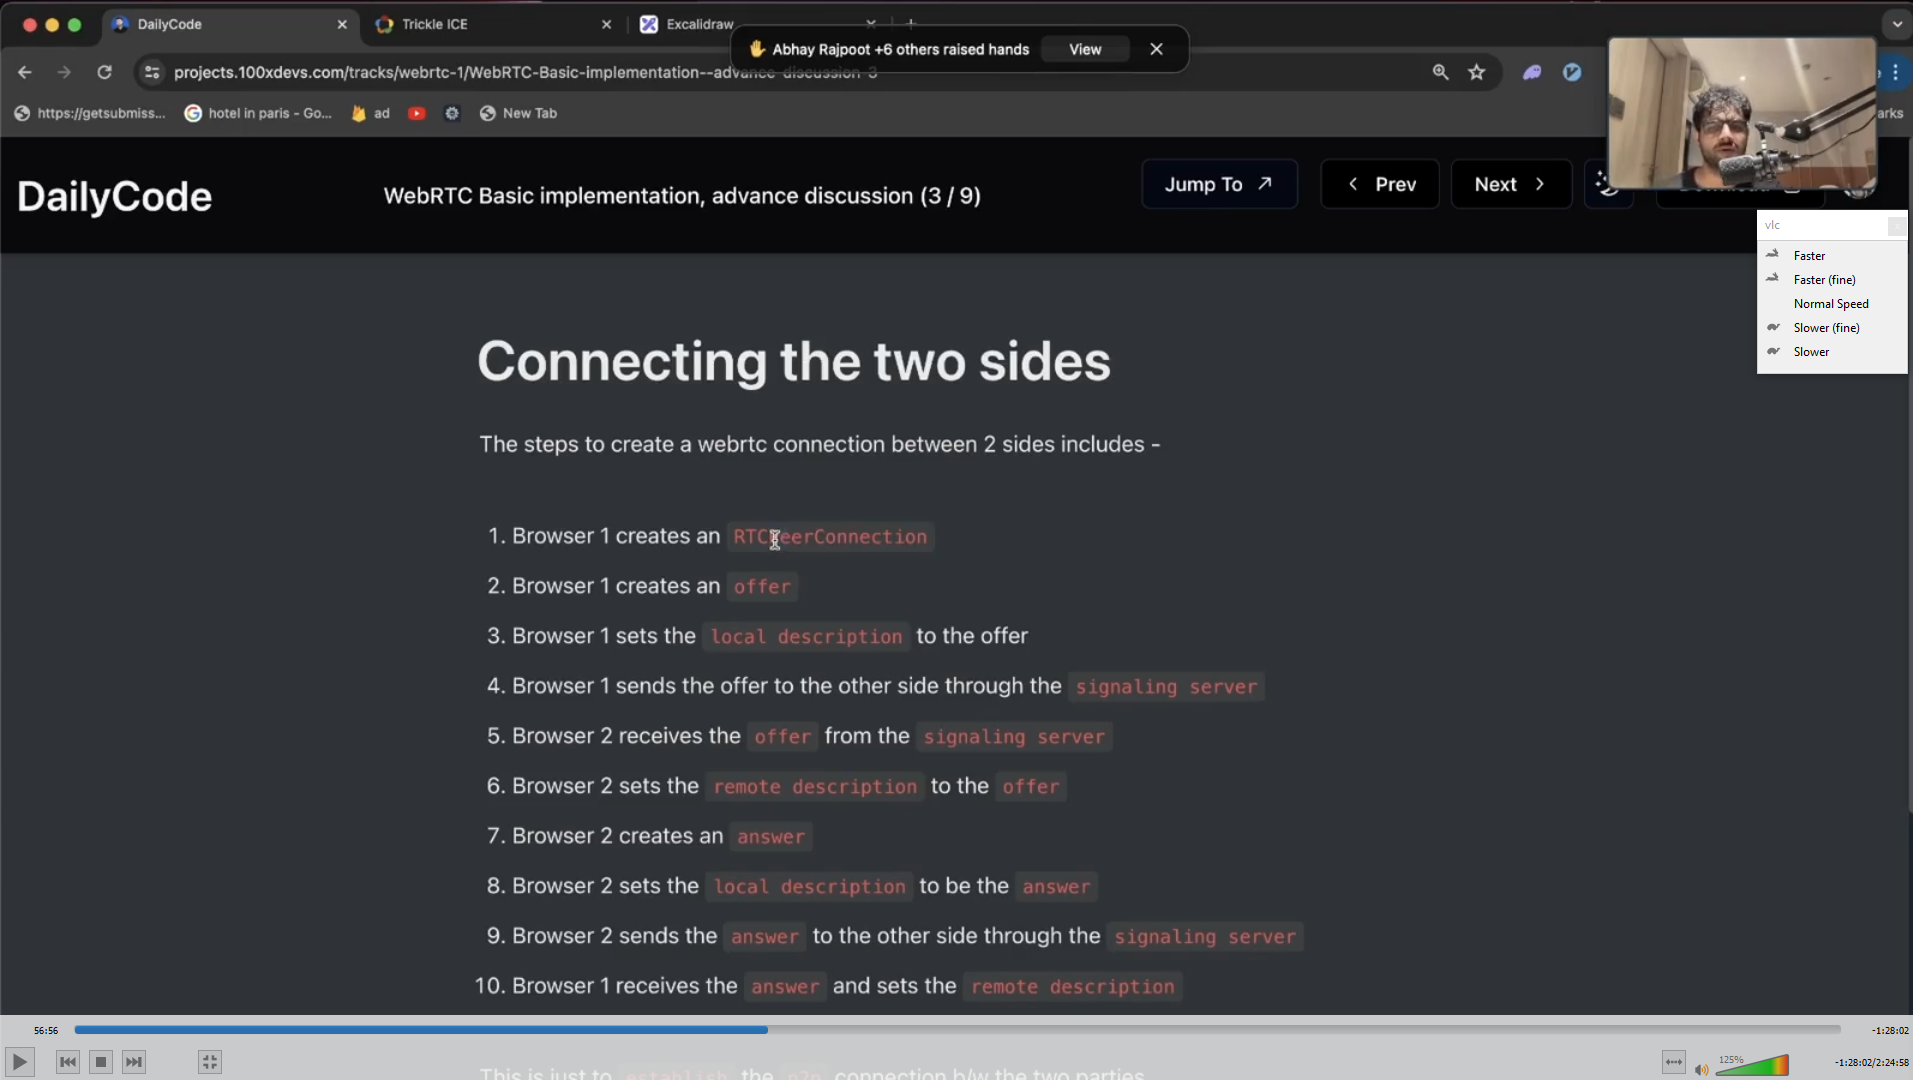 DailyCode
Trickle ICE
Excalidraw
Abhay Rajpoot +6 others raised hands
View
projects.100xdevs.com/tracks/webrtc-1/WebRTC-Basic-implementation--advance-discussion-3
https://getsubmiss...
hotel in paris - Go...
ad
New Tab
arks
DailyCode
WebRTC Basic implementation, advance discussion (3 / 9)
Jump To
Prev
Next
vlc
Faster
Faster (fine)
Normal Speed
Slower (fine)
Slower
Connecting the two sides
The steps to create a webrtc connection between 2 sides includes -
1. Browser 1 creates an RTCPeerConnection
2. Browser 1 creates an offer
3. Browser 1 sets the local description to the offer
4. Browser 1 sends the offer to the other side through the signaling server
5. Browser 2 receives the offer from the signaling server
6. Browser 2 sets the remote description to the offer
7. Browser 2 creates an answer
8. Browser 2 sets the local description to be the answer
9. Browser 2 sends the answer to the other side through the signaling server
10. Browser 1 receives the answer and sets the remote description
56:56
-1:28:02
This is just to establish the p2p connection b/w the two parties
125%
-1:28:02/2:24:58